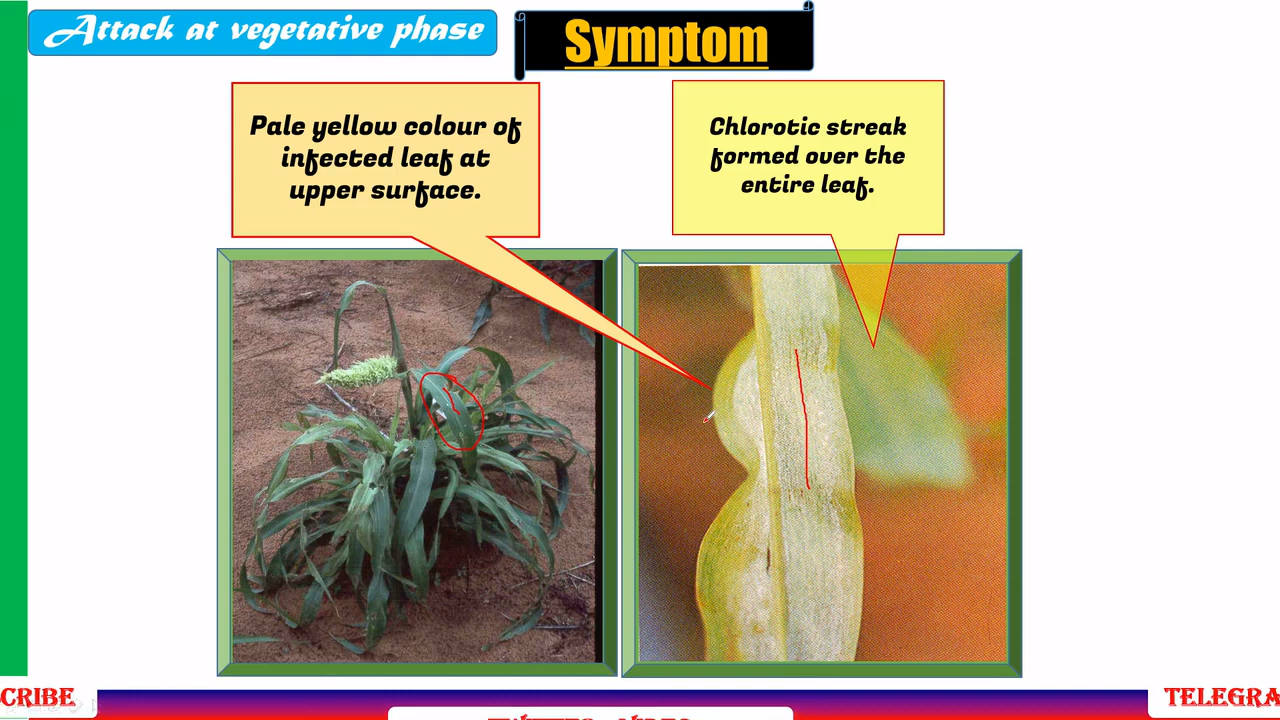 Attack at vegetative phase
Symptom
Pale yellow colour of
infected leaf at
upper surface.
Chlorotic streak
formed over the
entire leaf.
CRIBE
TELEGRA